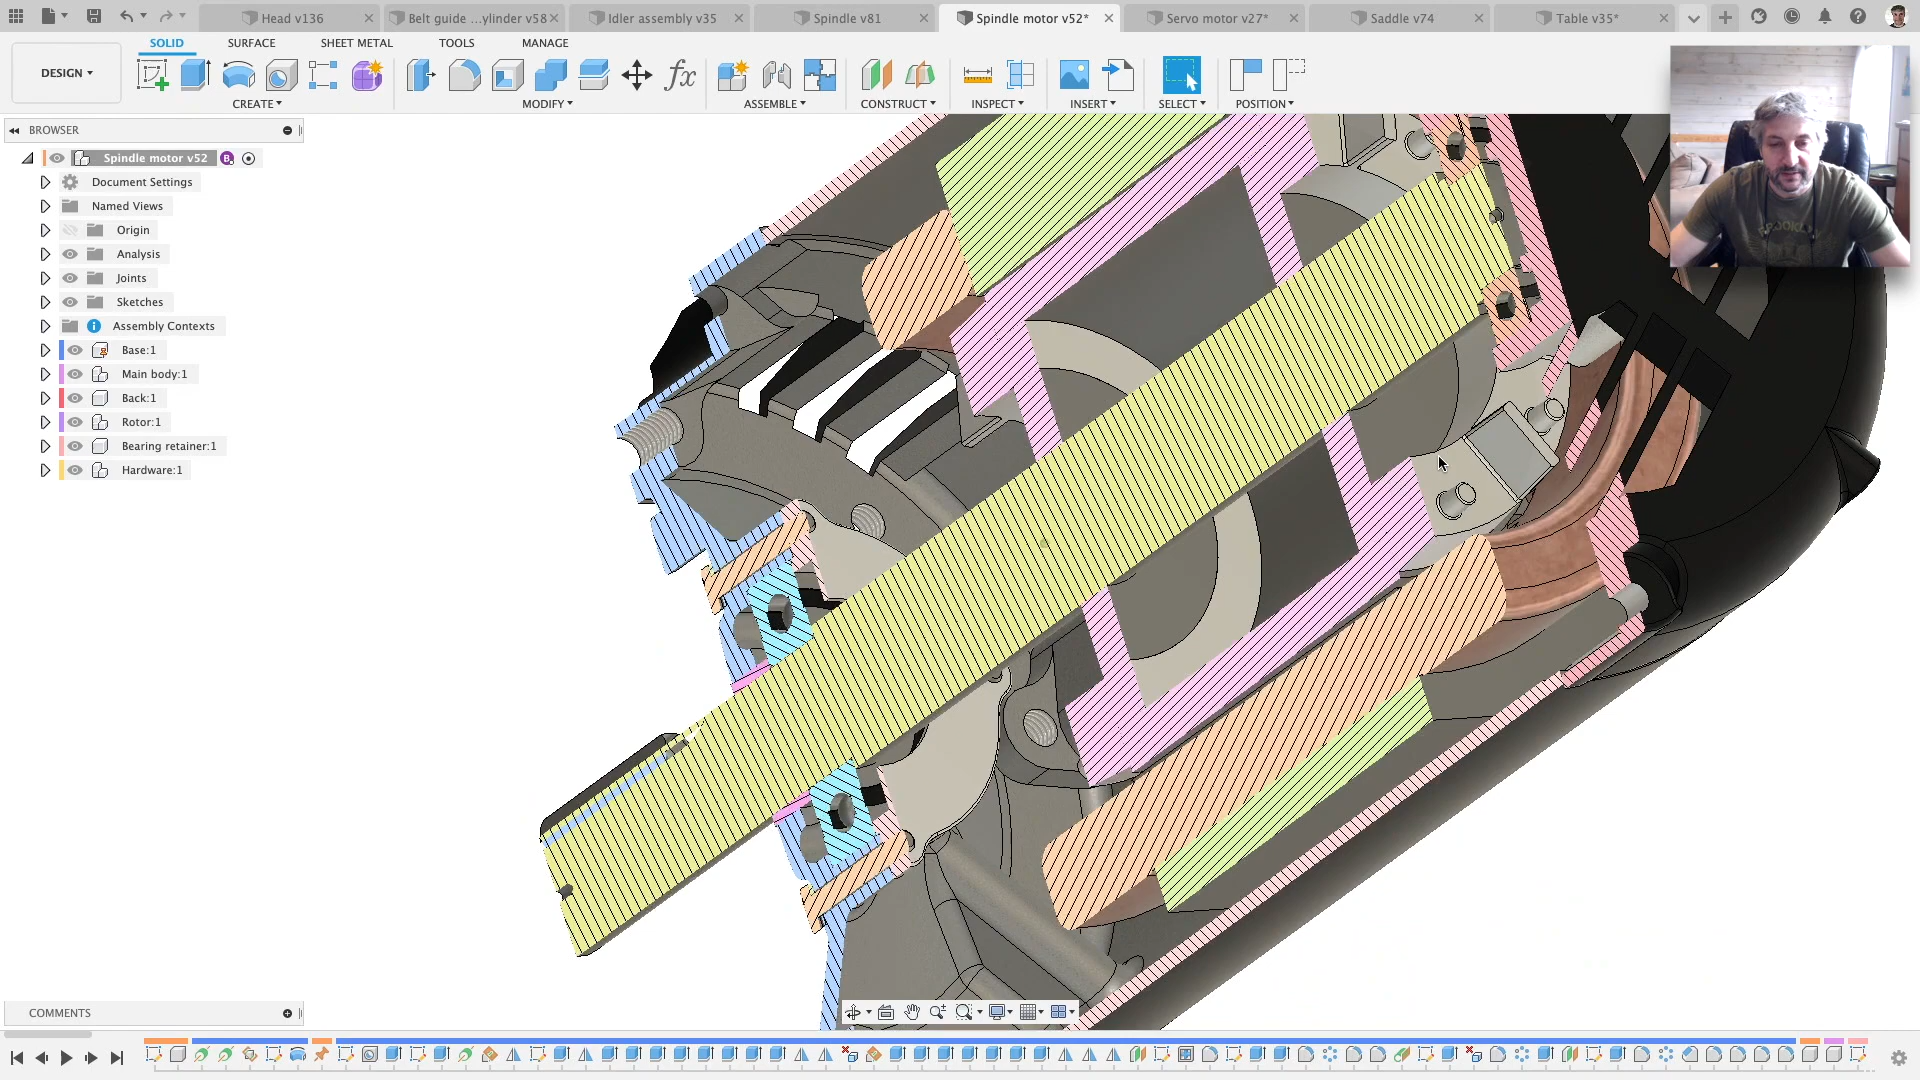 Head v136
Belt guide ...ylinder v58
Idler assembly v35
Spindle v81
Spindle motor v52*
Servo motor v27*
Saddle v74
Table v35*
DESIGN
SOLID
SURFACE
SHEET METAL
TOOLS
MANAGE
CREATE
MODIFY
ASSEMBLE
CONSTRUCT
INSPECT
INSERT
SELECT
POSITION
BROWSER
Spindle motor v52
Document Settings
Named Views
Origin
Analysis
Joints
Sketches
Assembly Contexts
Base:1
Main body:1
Back:1
Rotor:1
Bearing retainer:1
Hardware:1
COMMENTS